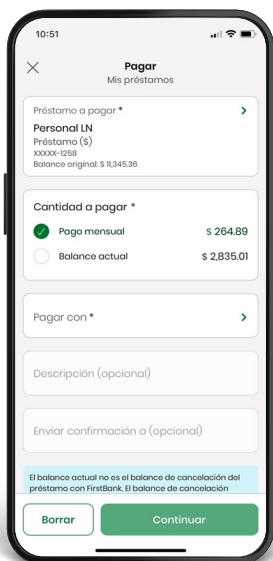 10:51
Pagar
Mis préstamos
Préstamo a pagar *
Personal LN
Préstamo ($)
XXXXX-1258
Balance original: $ 11,345.36
Cantidad a pagar *
Pago mensual $ 264.89
Balance actual $ 2,835.01
Pagar con *
Descripción (opcional)
Enviar confirmación a (opcional)
El balance actual no es el balance de cancelación del
préstamo con FirstBank. El balance de cancelación
Borrar Continuar